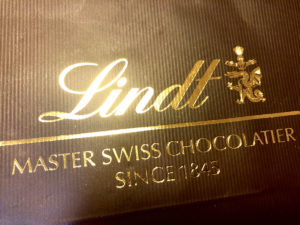 Lindt
MASTER SWISS CHOCOLATIER
SINCE 1845